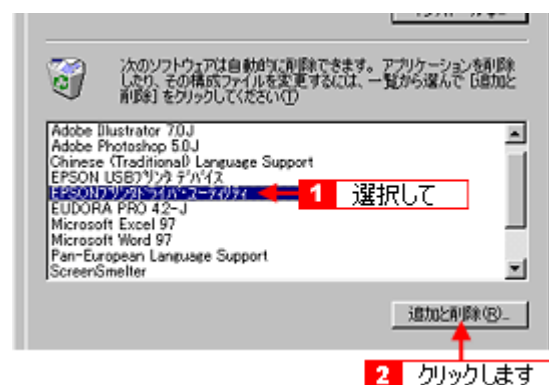 次のソフトウェアは自動的に削除できます。アプリケーションを削除
したり、その構成ファイルを変更するには、一覧から選んで [追加と
削除] をクリックしてください(T)
Adobe Illustrator 7.0J
Adobe Photoshop 5.0J
Chinese (Traditional) Language Support
EPSON USBプリンタ デバイス
EPSONプリンタドライバ・ユーティリティ
1 選択して
EUDORA PRO 4.2-J
Microsoft Excel 97
Microsoft Word 97
Pan-European Language Support
ScreenSmelter
追加と削除(R)...
2 クリックします